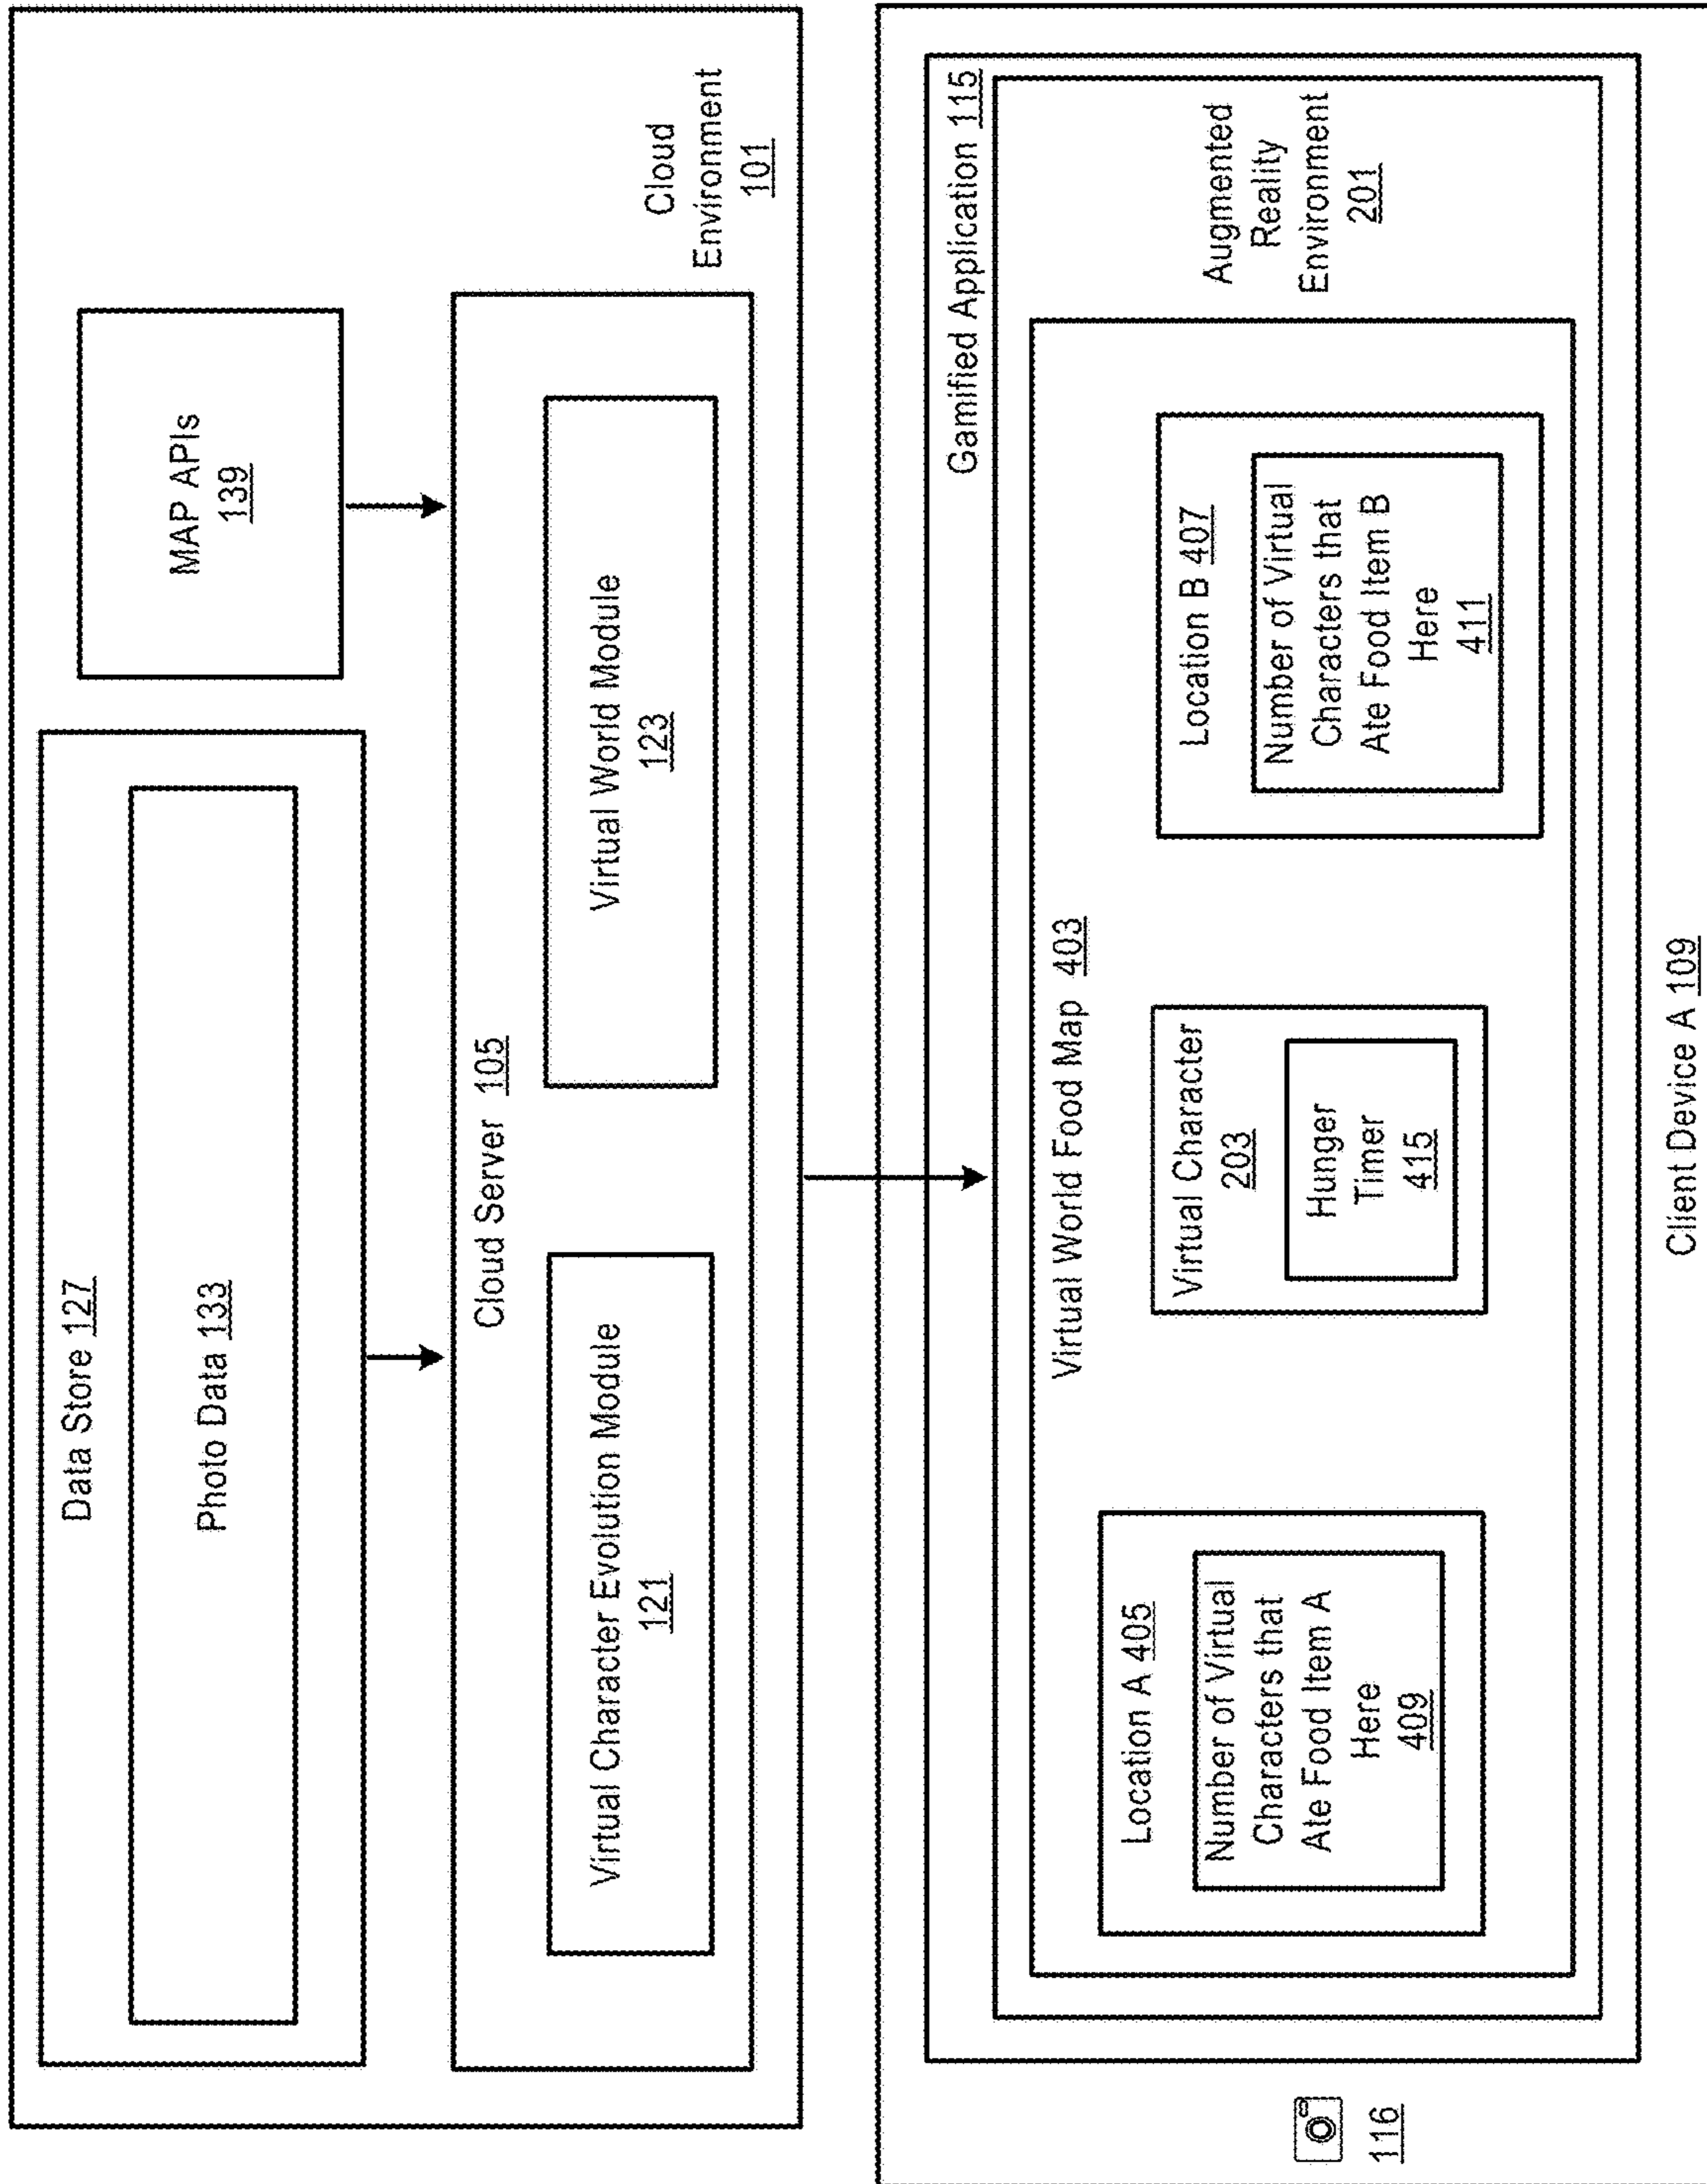 Data Store 127
Photo Data 133
MAP APIs
139
Cloud Server 105
Virtual Character Evolution Module
121
Virtual World Module
123
Cloud
Environment
101
Gamified Application 115
Virtual World Food Map 403
Location A 405
Number of Virtual
Characters that
Ate Food Item A
Here
409
Virtual Character
203
Hunger
Timer
415
Location B 407
Number of Virtual
Characters that
Ate Food Item B
Here
411
Augmented
Reality
Environment
201
116
Client Device A 109